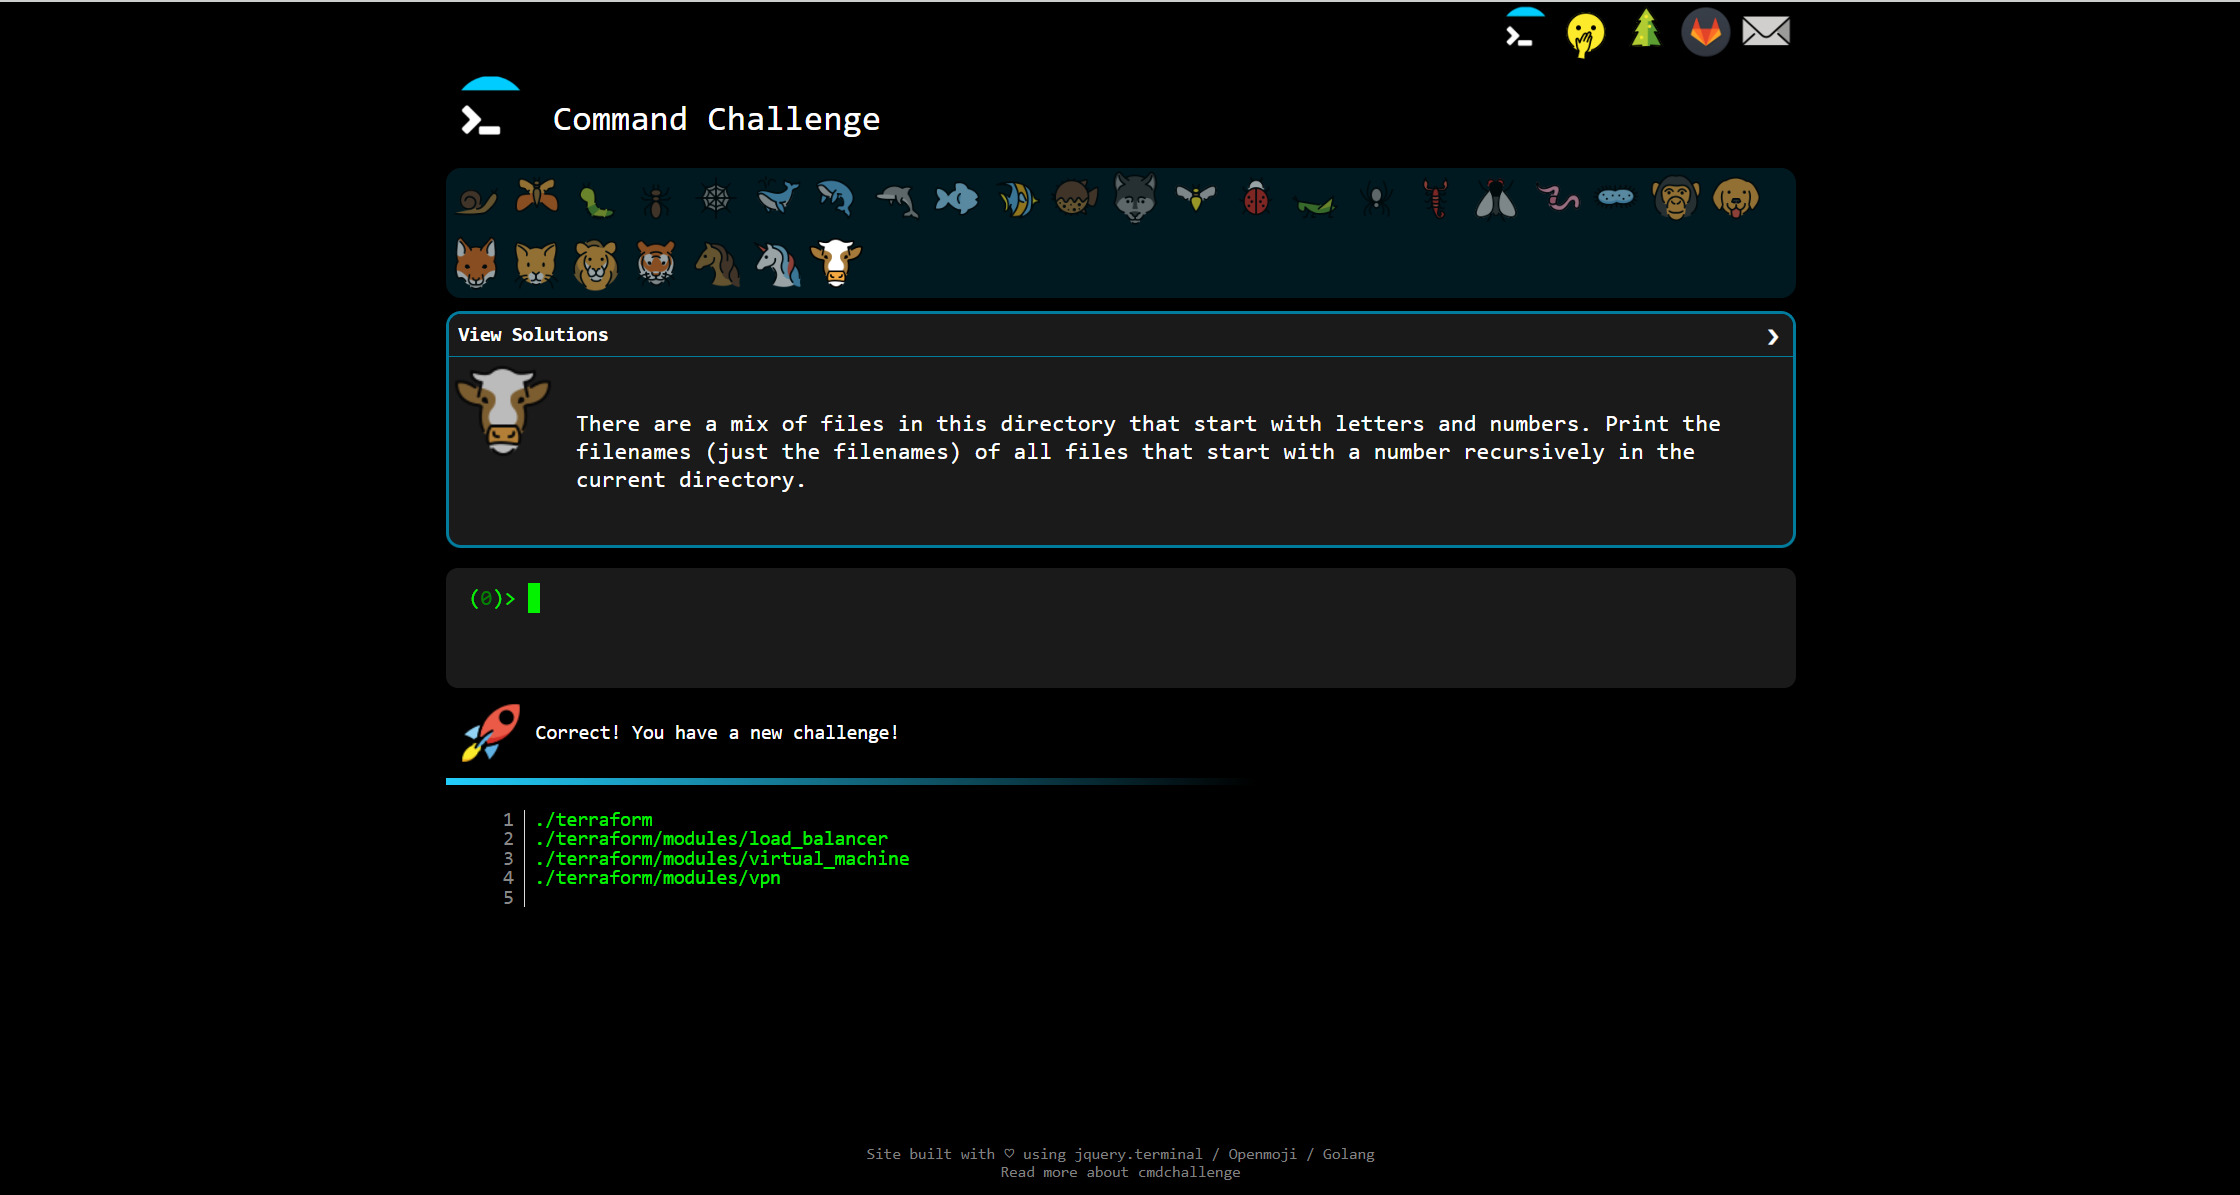 Command Challenge
View Solutions
There are a mix of files in this directory that start with letters and numbers. Print the
filenames (just the filenames) of all files that start with a number recursively in the
current directory.
(0)>
Correct! You have a new challenge!
1 ./terraform
2 ./terraform/modules/load_balancer
3 ./terraform/modules/virtual_machine
4 ./terraform/modules/vpn
5
Site built with ♡ using jquery.terminal / Openmoji / Golang
Read more about cmdchallenge